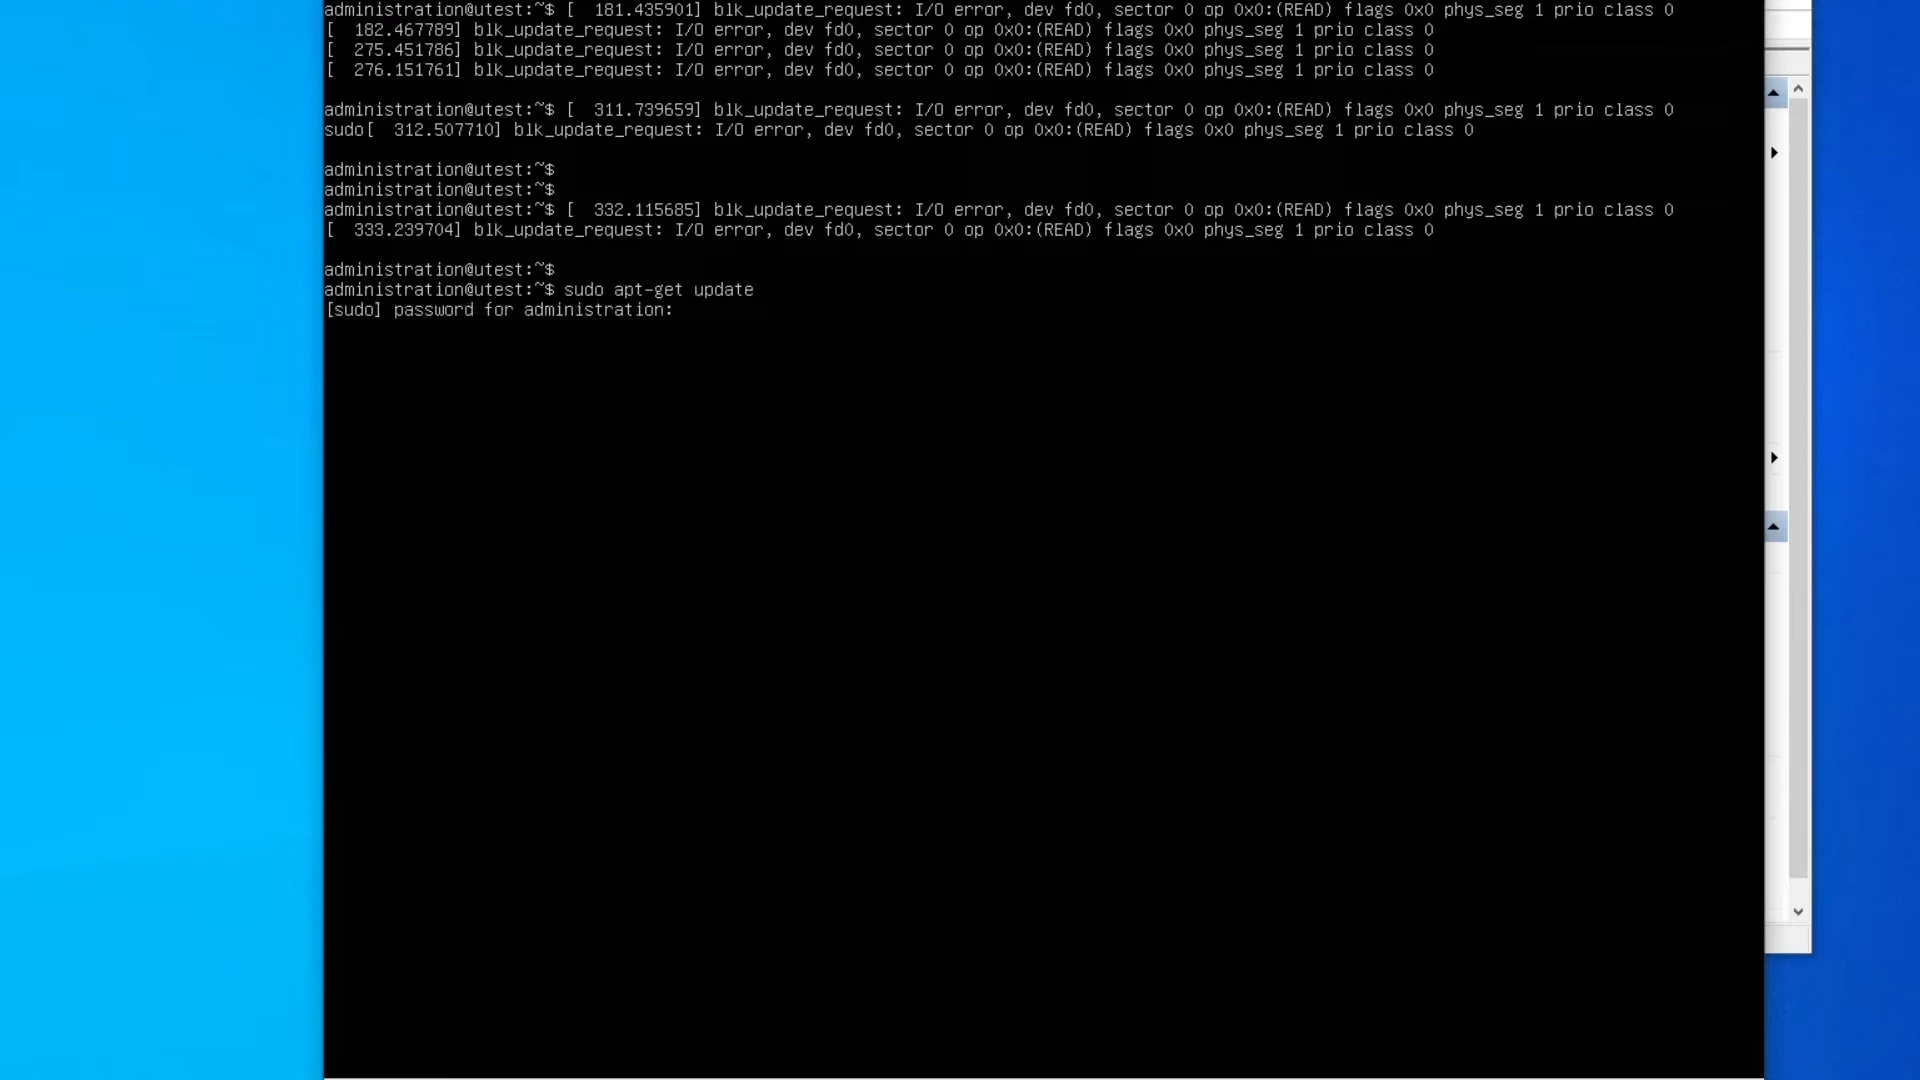 administration@utest:~$ [  181.435901] blk_update_request: I/O error, dev fd0, sector 0 op 0x0:(READ) flags 0x0 phys_seg 1 prio class 0
[  182.467789] blk_update_request: I/O error, dev fd0, sector 0 op 0x0:(READ) flags 0x0 phys_seg 1 prio class 0
[  275.451786] blk_update_request: I/O error, dev fd0, sector 0 op 0x0:(READ) flags 0x0 phys_seg 1 prio class 0
[  276.151761] blk_update_request: I/O error, dev fd0, sector 0 op 0x0:(READ) flags 0x0 phys_seg 1 prio class 0
administration@utest:~$ [  311.739659] blk_update_request: I/O error, dev fd0, sector 0 op 0x0:(READ) flags 0x0 phys_seg 1 prio class 0
sudo[  312.507710] blk_update_request: I/O error, dev fd0, sector 0 op 0x0:(READ) flags 0x0 phys_seg 1 prio class 0
administration@utest:~$
administration@utest:~$
administration@utest:~$ [  332.115685] blk_update_request: I/O error, dev fd0, sector 0 op 0x0:(READ) flags 0x0 phys_seg 1 prio class 0
[  333.239704] blk_update_request: I/O error, dev fd0, sector 0 op 0x0:(READ) flags 0x0 phys_seg 1 prio class 0
administration@utest:~$
administration@utest:~$ sudo apt-get update
[sudo] password for administration: